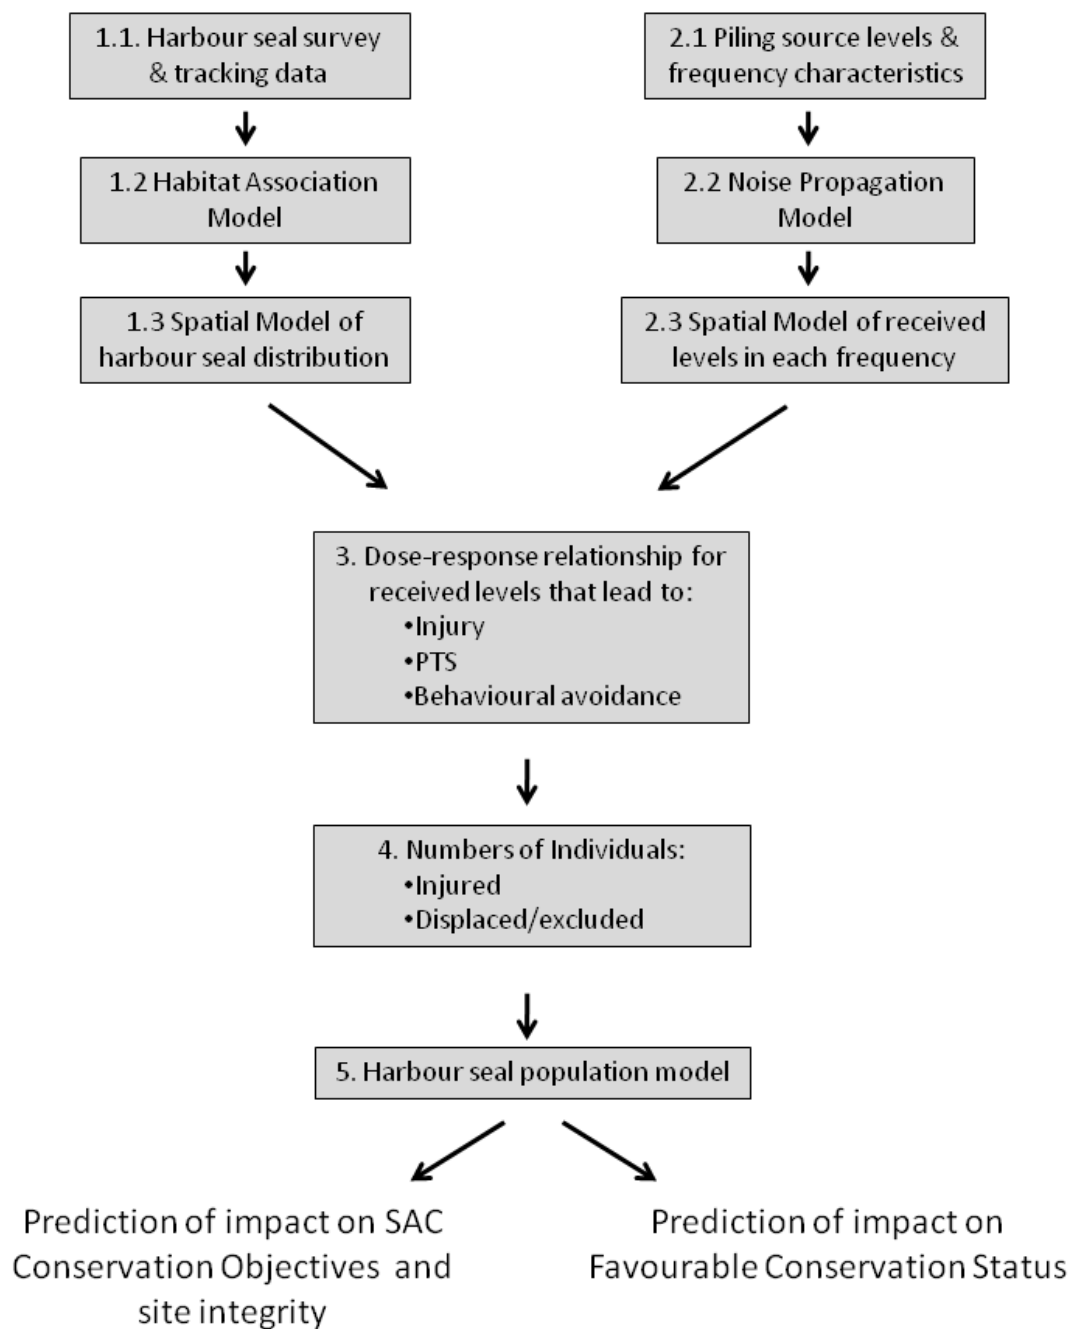 1.1. Harbour seal survey
& tracking data
2.1 Piling source levels &
frequency characteristics
1.2 Habitat Association
Model
2.2 Noise Propagation
Model
1.3 Spatial Model of
harbour seal distribution
2.3 Spatial Model of received
levels in each frequency
3. Dose-response relationship for
received levels that lead to:
•Injury
•PTS
•Behavioural avoidance
4. Numbers of Individuals:
•Injured
•Displaced/excluded
5. Harbour seal population model
Prediction of impact on SAC
Conservation Objectives and
site integrity
Prediction of impact on
Favourable Conservation Status